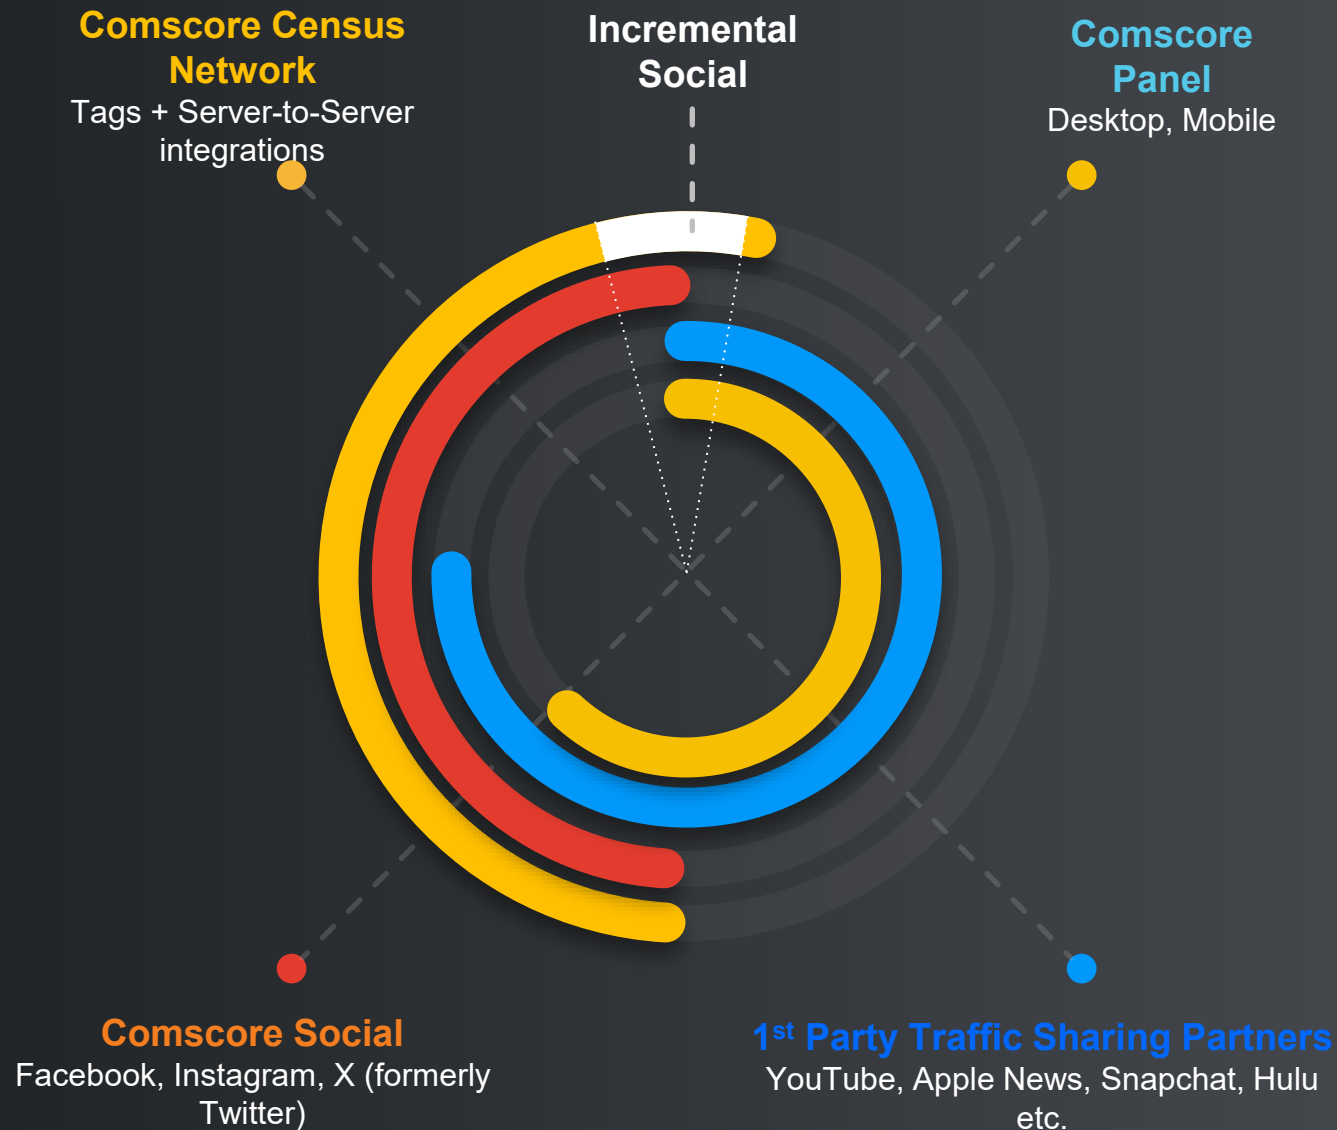 Comscore Census
Network
Tags + Server-to-Server
integrations
Incremental
Social
Comscore
Panel
Desktop, Mobile
Comscore Social
Facebook, Instagram, X (formerly
Twitter)
1st Party Traffic Sharing Partners
YouTube, Apple News, Snapchat, Hulu
etc.